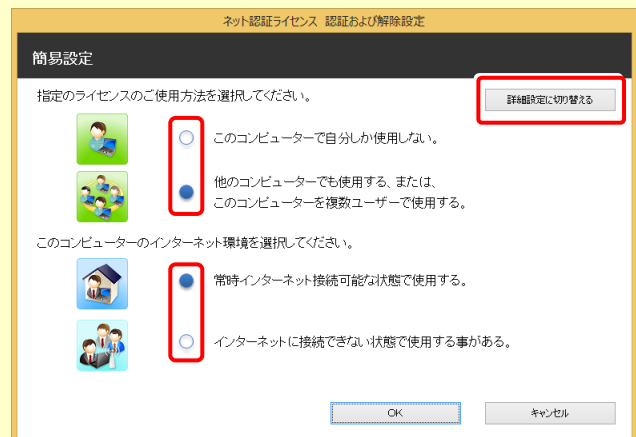 ネット認証ライセンス 認証および解除設定
簡易設定
指定のライセンスのご使用方法を選択してください。
詳細設定に切り替える
このコンピューターで自分しか使用しない。
他のコンピューターでも使用する、または、
このコンピューターを複数ユーザーで使用する。
このコンピューターのインターネット環境を選択してください。
常時インターネット接続可能な状態で使用する。
インターネットに接続できない状態で使用する事がある。
OK
キャンセル